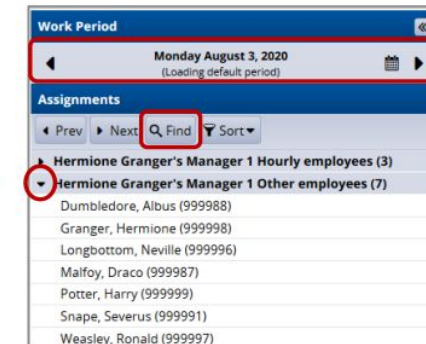 Work Period
Monday August 3, 2020
(Loading default period)
Assignments
Prev Next Find Sort
Hermione Granger's Manager 1 Hourly employees (3)
Hermione Granger's Manager 1 Other employees (7)
Dumbledore, Albus (999988)
Granger, Hermione (999998)
Longbottom, Neville (999996)
Malfoy, Draco (999987)
Potter, Harry (999999)
Snape, Severus (999991)
Weasley, Ronald (999997)